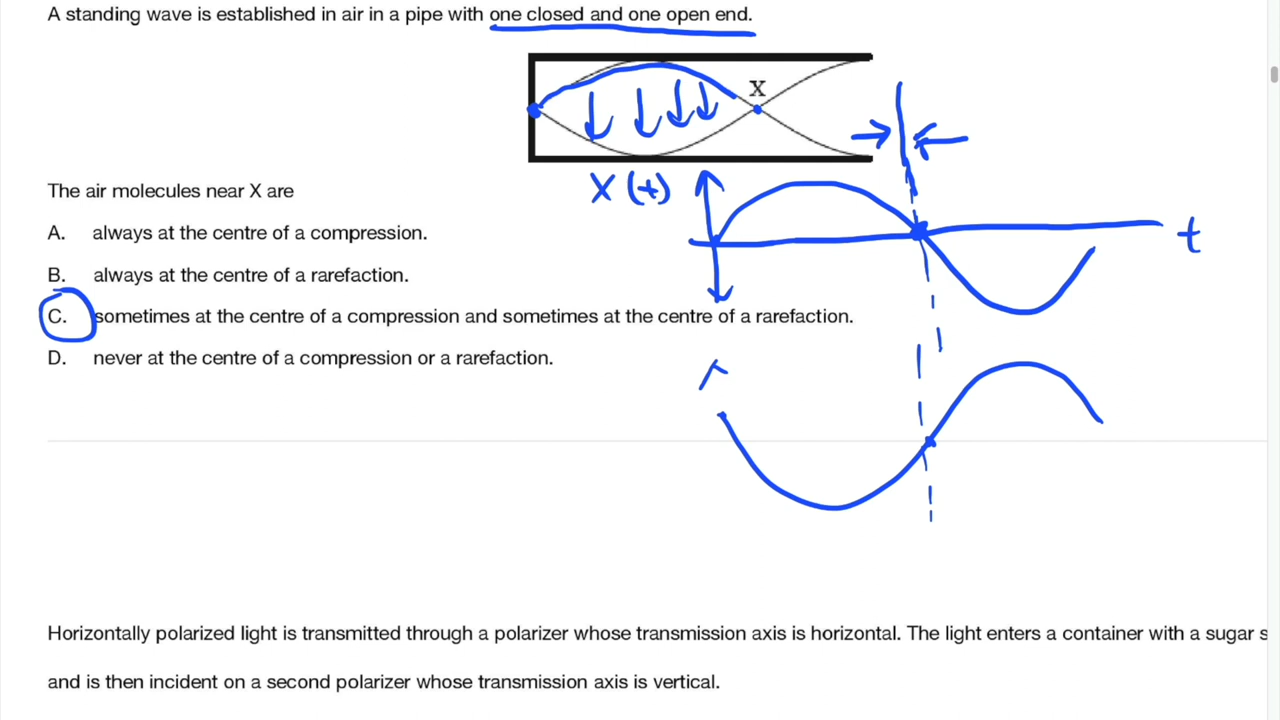 A standing wave is established in air in a pipe with one closed and one open end.
X
X (+)
The air molecules near X are
t
A. always at the centre of a compression.
B. always at the centre of a rarefaction.
C. sometimes at the centre of a compression and sometimes at the centre of a rarefaction.
D. never at the centre of a compression or a rarefaction.
Horizontally polarized light is transmitted through a polarizer whose transmission axis is horizontal. The light enters a container with a sugar s
and is then incident on a second polarizer whose transmission axis is vertical.